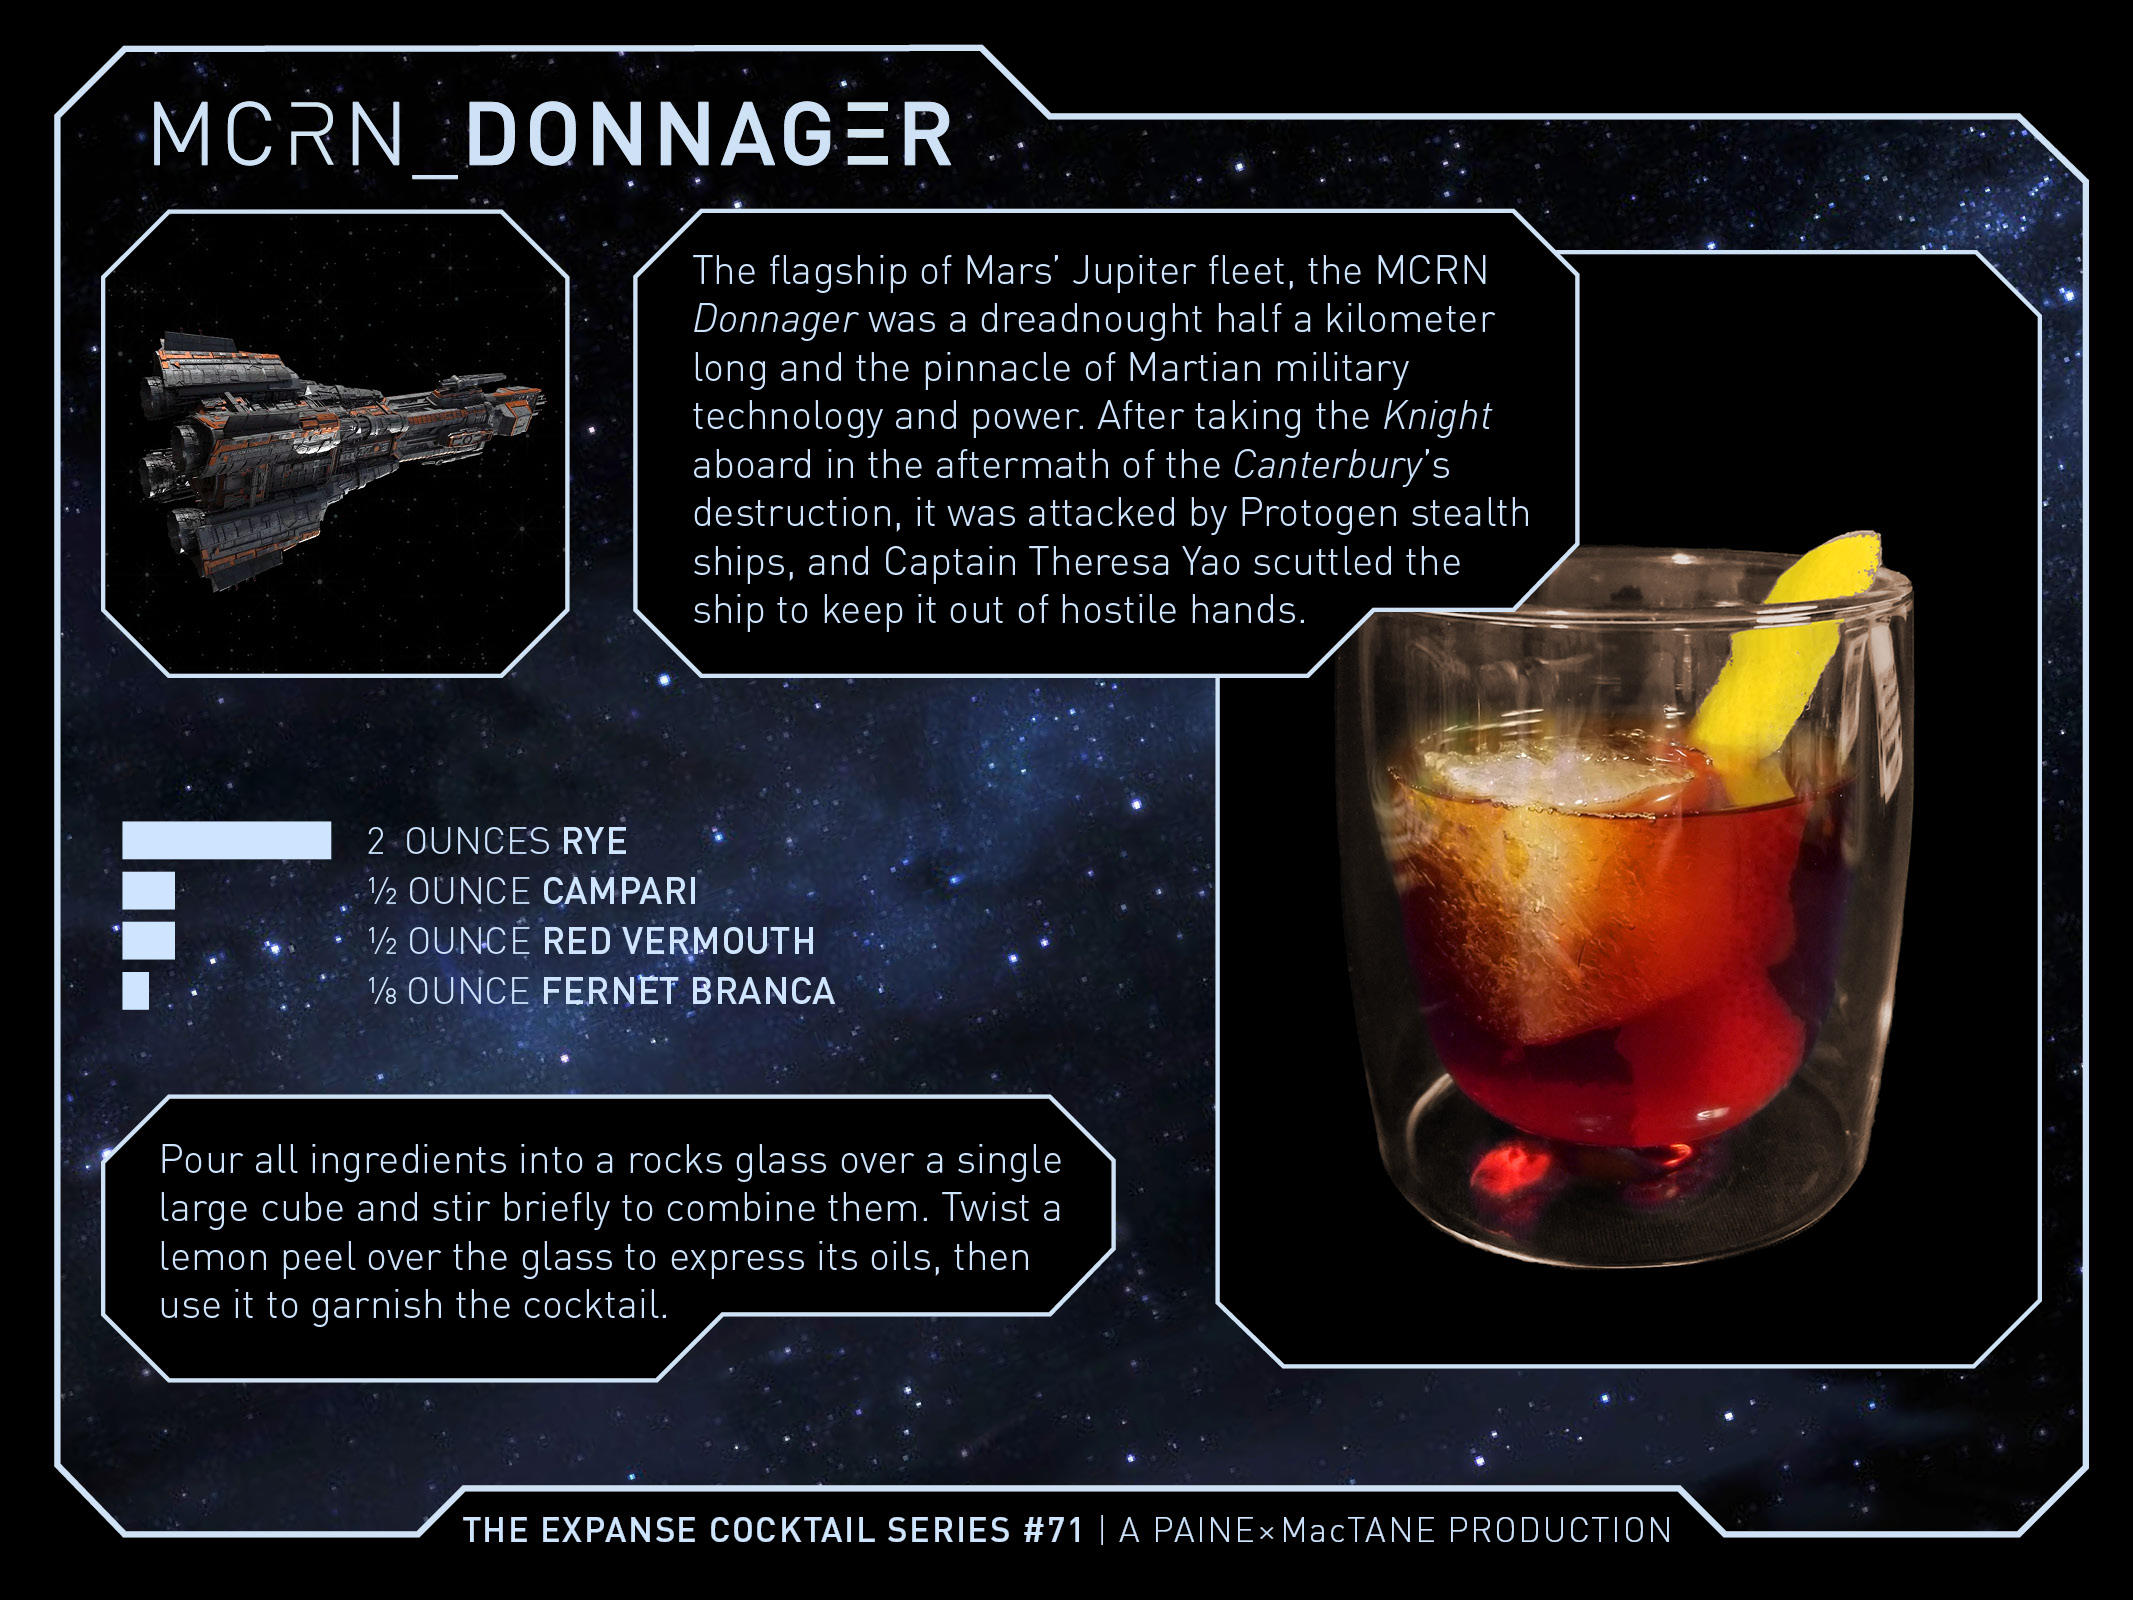 MCRN_DONNAGER
The flagship of Mars’ Jupiter fleet, the MCRN
Donnager was a dreadnought half a kilometer
long and the pinnacle of Martian military
technology and power. After taking the Knight
aboard in the aftermath of the Canterbury’s
destruction, it was attacked by Protogen stealth
ships, and Captain Theresa Yao scuttled the
ship to keep it out of hostile hands.
2 OUNCES RYE
½ OUNCE CAMPARI
½ OUNCE RED VERMOUTH
⅛ OUNCE FERNET BRANCA
Pour all ingredients into a rocks glass over a single
large cube and stir briefly to combine them. Twist a
lemon peel over the glass to express its oils, then
use it to garnish the cocktail.
THE EXPANSE COCKTAIL SERIES #71 | A PAINE×MacTANE PRODUCTION